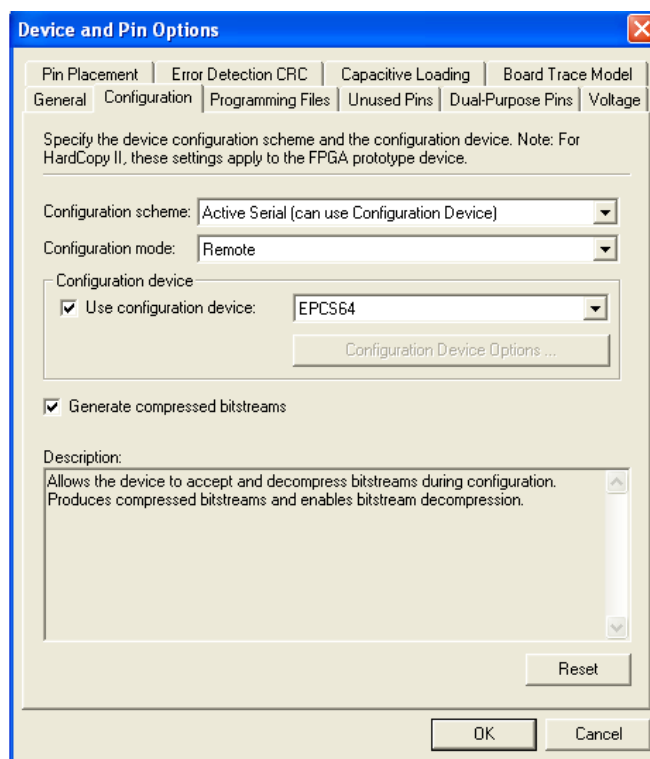 Device and Pin Options
Pin Placement
Error Detection CRC
Capacitive Loading
Board Trace Model
General
Configuration
Programming Files
Unused Pins
Dual-Purpose Pins
Voltage
Specify the device configuration scheme and the configuration device. Note: For
HardCopy II, these settings apply to the FPGA prototype device.
Configuration scheme: Active Serial (can use Configuration Device)
Configuration mode: Remote
Configuration device
Use configuration device: EPCS64
Configuration Device Options ...
Generate compressed bitstreams
Description:
Allows the device to accept and decompress bitstreams during configuration.
Produces compressed bitstreams and enables bitstream decompression.
Reset
OK
Cancel